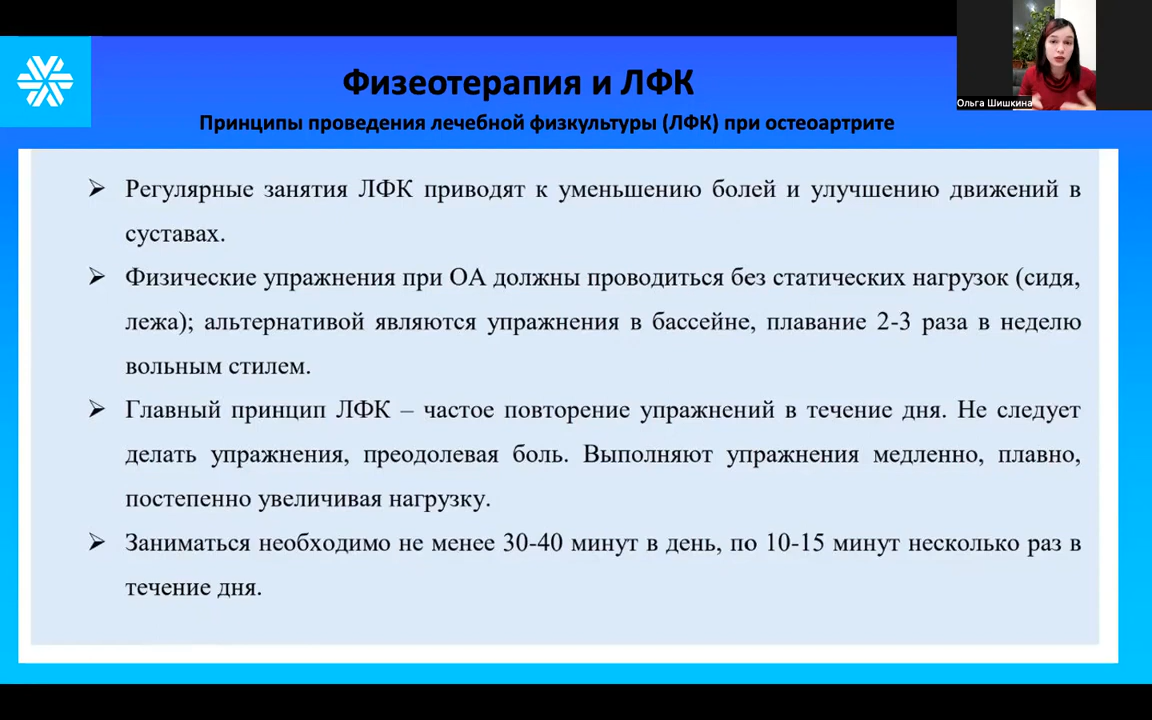 Физеотерапия и ЛФК
Ольга Шишкина
Принципы проведения лечебной физкультуры (ЛФК) при остеоартрите
Регулярные занятия ЛФК приводят к уменьшению болей и улучшению движений в
суставах.
Физические упражнения при ОА должны проводиться без статических нагрузок (сидя,
лежа); альтернативой являются упражнения в бассейне, плавание 2-3 раза в неделю
вольным стилем.
Главный принцип ЛФК – частое повторение упражнений в течение дня. Не следует
делать упражнения, преодолевая боль. Выполняют упражнения медленно, плавно,
постепенно увеличивая нагрузку.
Заниматься необходимо не менее 30-40 минут в день, по 10-15 минут несколько раз в
течение дня.